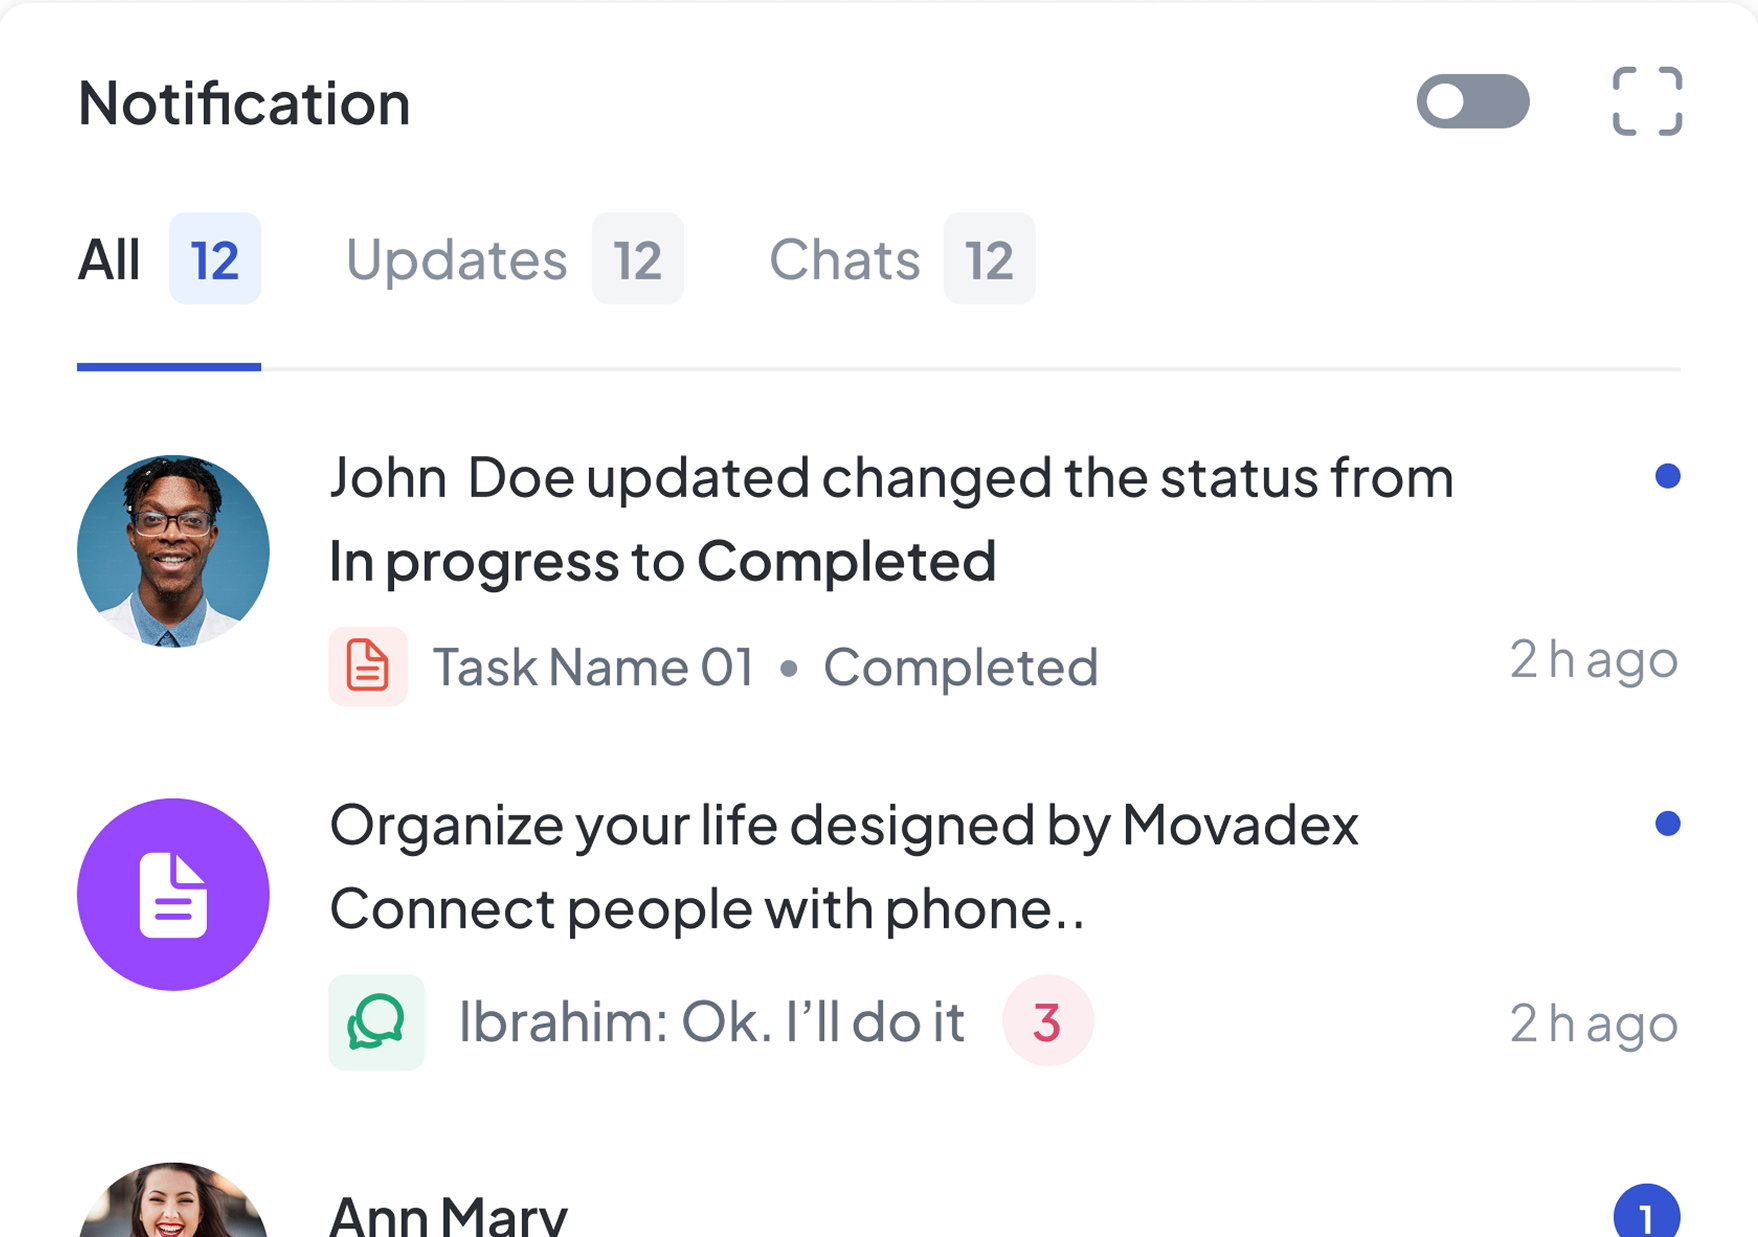 Notification
All 12 Updates 12 Chats 12
John Doe updated changed the status from
In progress to Completed
Task Name 01 • Completed
2 h ago
Organize your life designed by Movadex
Connect people with phone..
Ibrahim: Ok. I’ll do it 3
2 h ago
Ann Mary
1